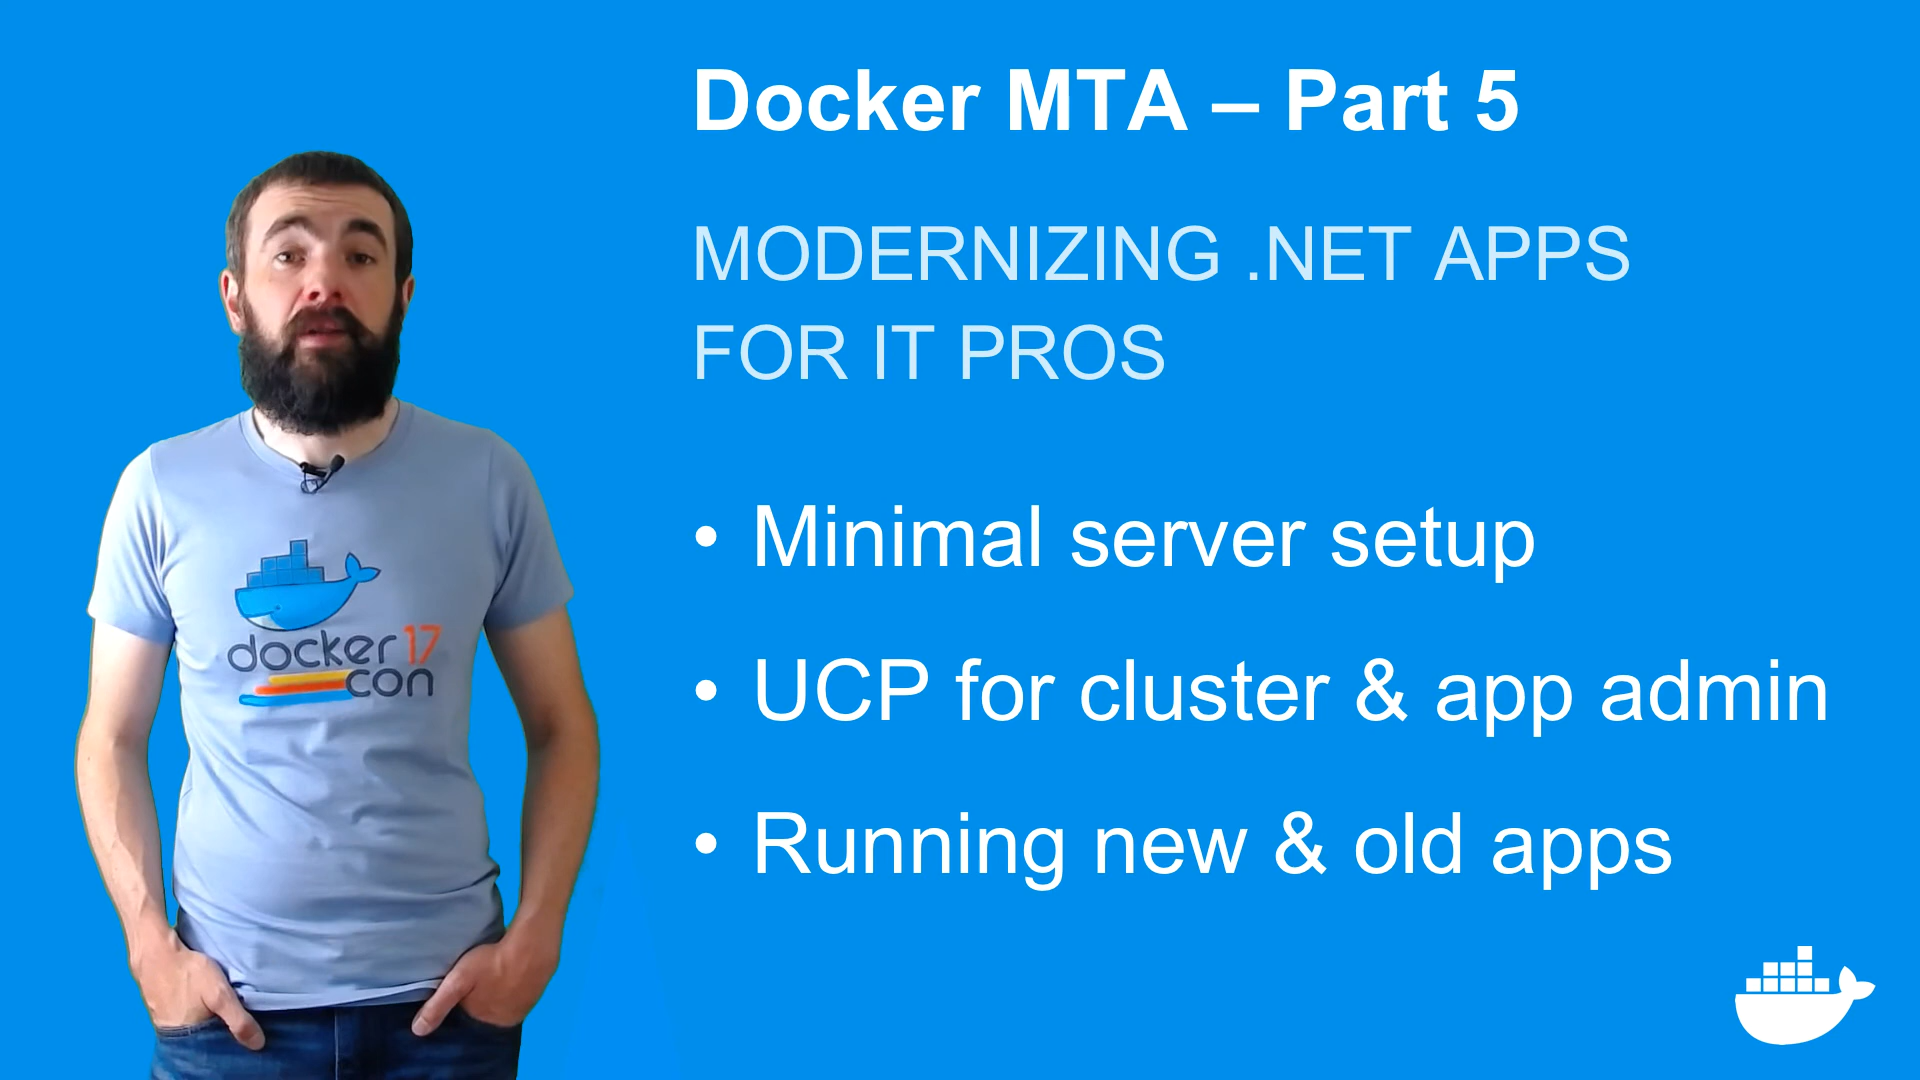 Docker MTA – Part 5
MODERNIZING .NET APPS
FOR IT PROS
• Minimal server setup
• UCP for cluster & app admin
• Running new & old apps
docker 17
con